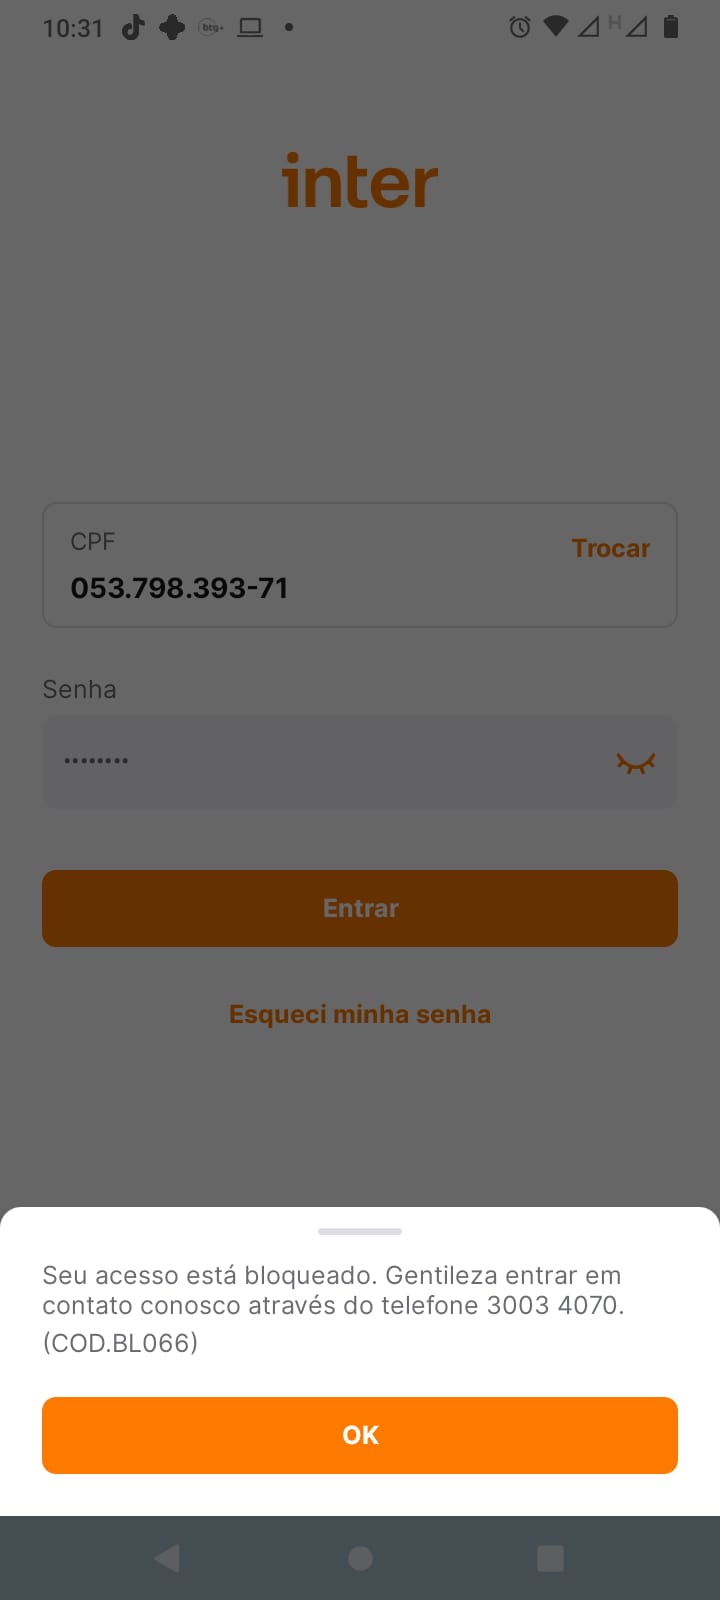 10:31
btg+
H
inter
CPF
Trocar
053.798.393-71
Senha
••••••••
Entrar
Esqueci minha senha
Seu acesso está bloqueado. Gentileza entrar em
contato conosco através do telefone 3003 4070.
(COD.BL066)
OK